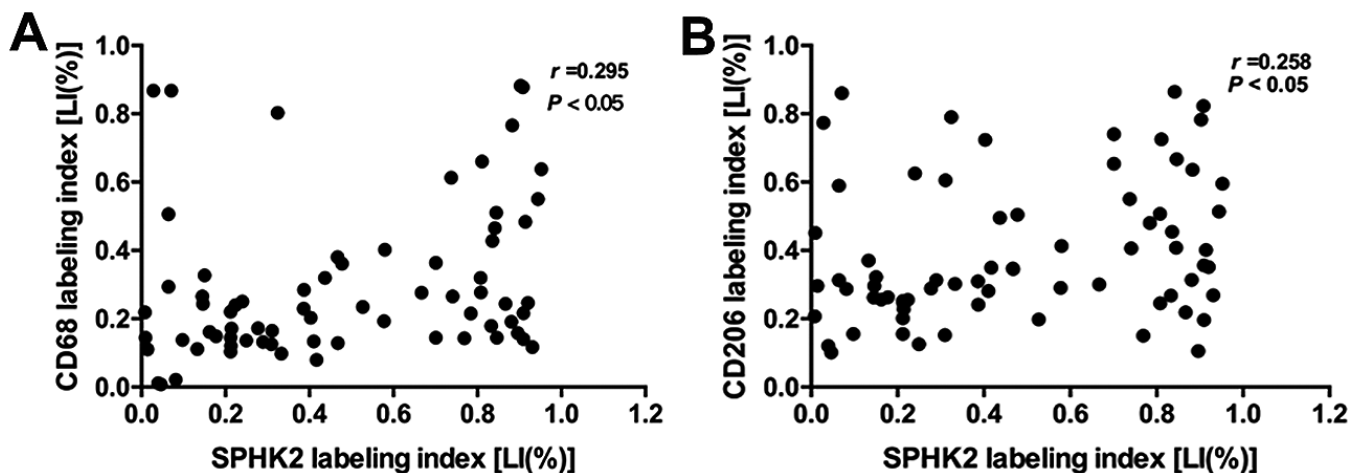 A
CD68 labeling index [LI(%)]
1.0
0.8
0.6
0.4
0.2
0.0
r =0.295
P < 0.05
0.0 0.2 0.4 0.6 0.8 1.0 1.2
SPHK2 labeling index [LI(%)]
B
CD206 labeling index [LI(%)]
1.0
0.8
0.6
0.4
0.2
0.0
r =0.258
P < 0.05
0.0 0.2 0.4 0.6 0.8 1.0 1.2
SPHK2 labeling index [LI(%)]